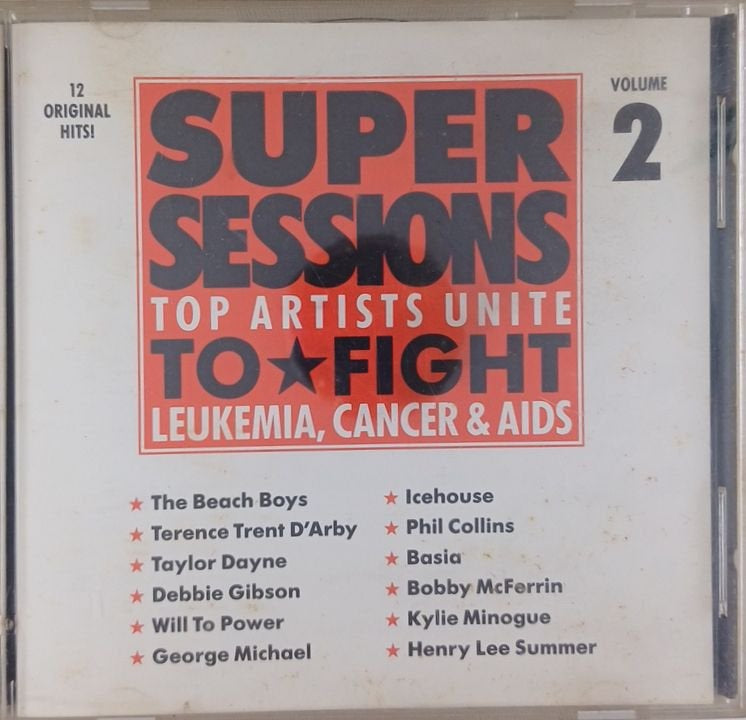 12
ORIGINAL
HITS!
VOLUME
2
SUPER
SESSIONS
TOP ARTISTS UNITE
TO★FIGHT
LEUKEMIA, CANCER & AIDS
★ The Beach Boys
★ Terence Trent D'Arby
★ Taylor Dayne
★ Debbie Gibson
★ Will To Power
★ George Michael
★ Icehouse
★ Phil Collins
★ Basia
★ Bobby McFerrin
★ Kylie Minogue
★ Henry Lee Summer